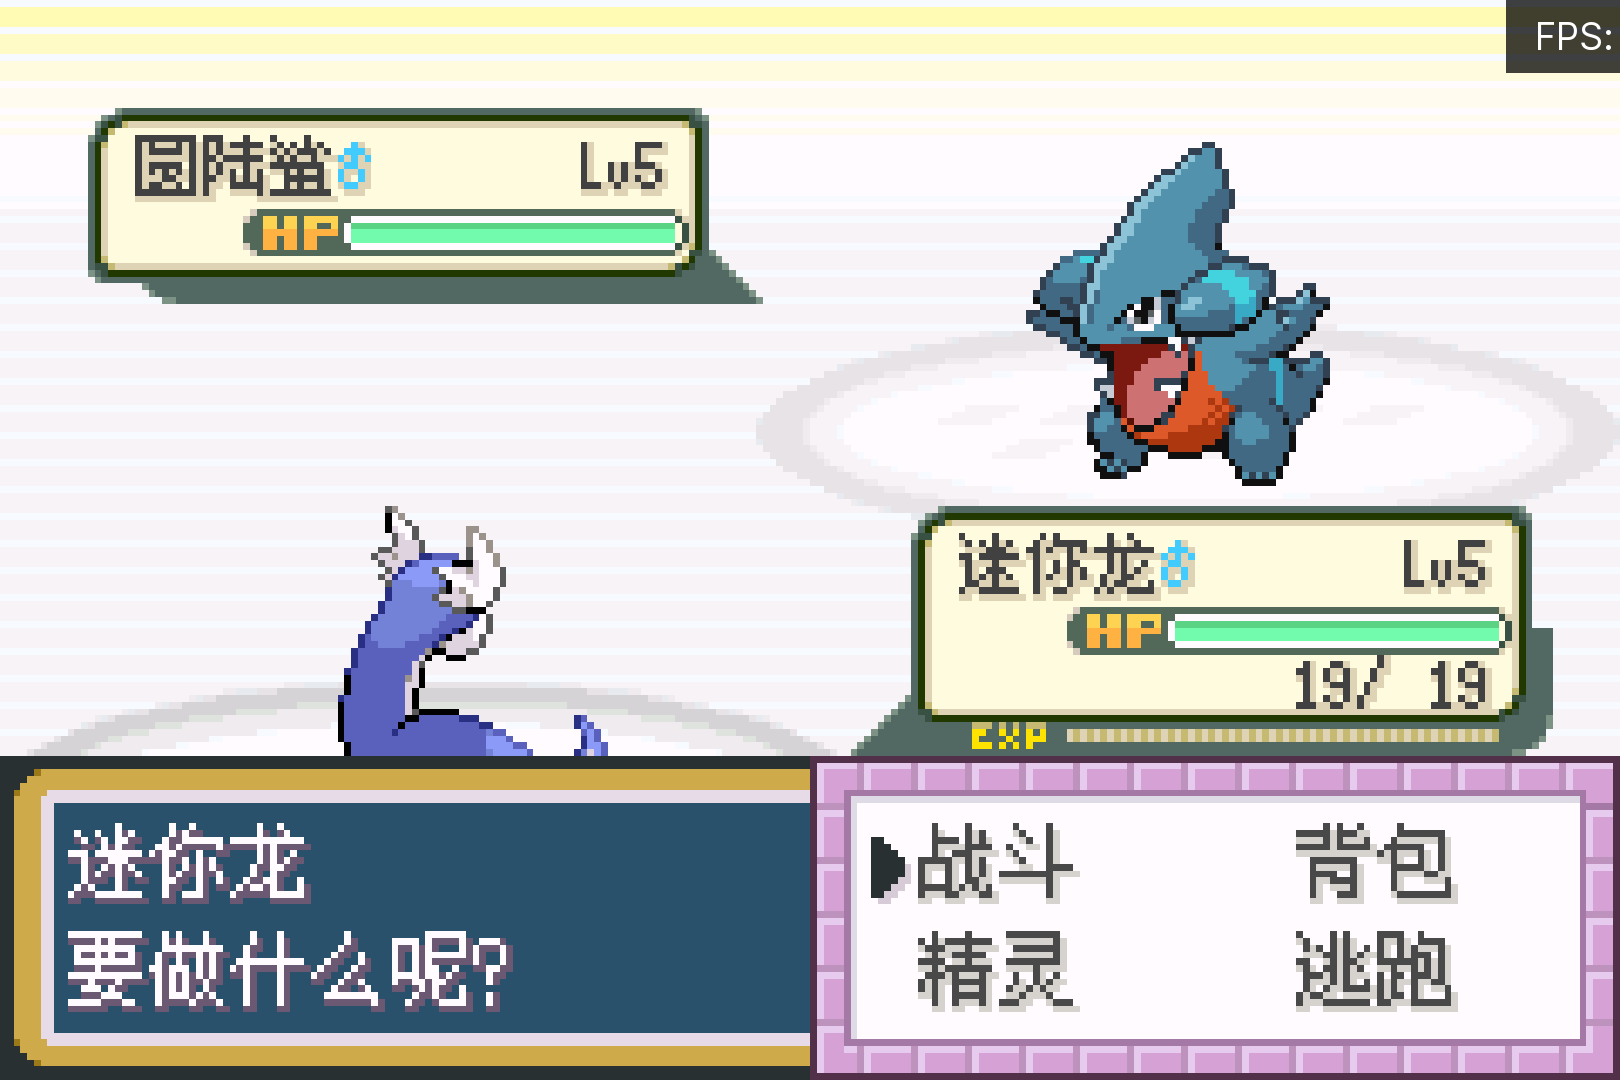 FPS:
圆陆鲨♂ Lv5
HP
迷你龙♂ Lv5
HP
19/ 19
EXP
迷你龙
要做什么呢?
▶战斗 背包
精灵 逃跑